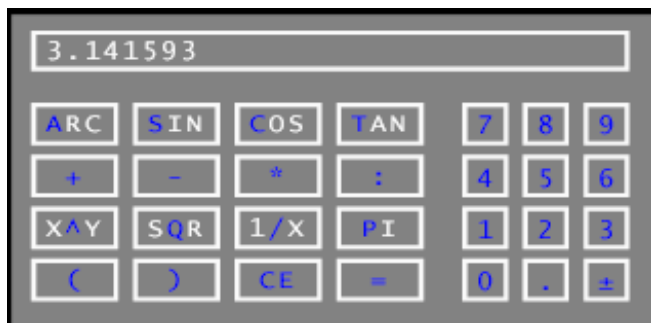 3.141593
ARC SIN COS TAN 7 8 9
+ - * : 4 5 6
X^Y SQR 1/X PI 1 2 3
( ) CE = 0 . ±